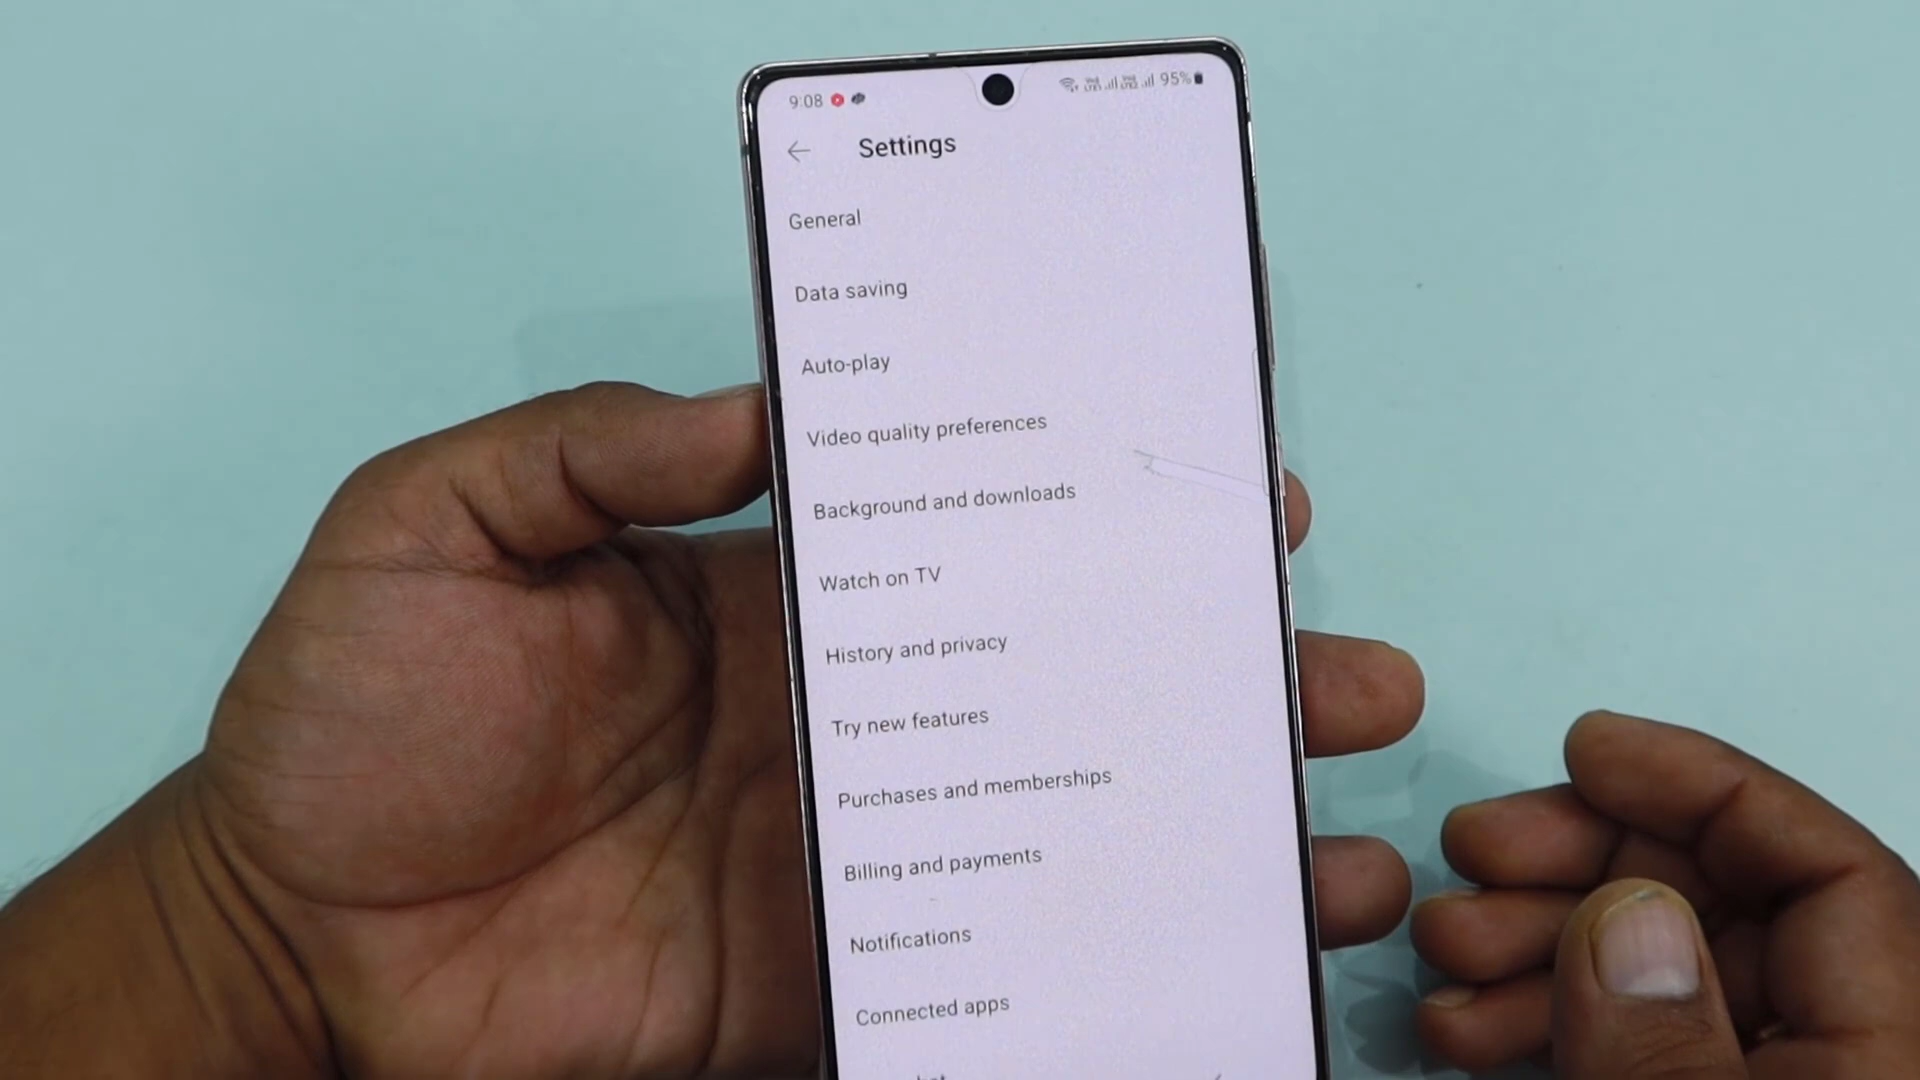 9:08 95%
Settings
General
Data saving
Auto-play
Video quality preferences
Background and downloads
Watch on TV
History and privacy
Try new features
Purchases and memberships
Billing and payments
Notifications
Connected apps